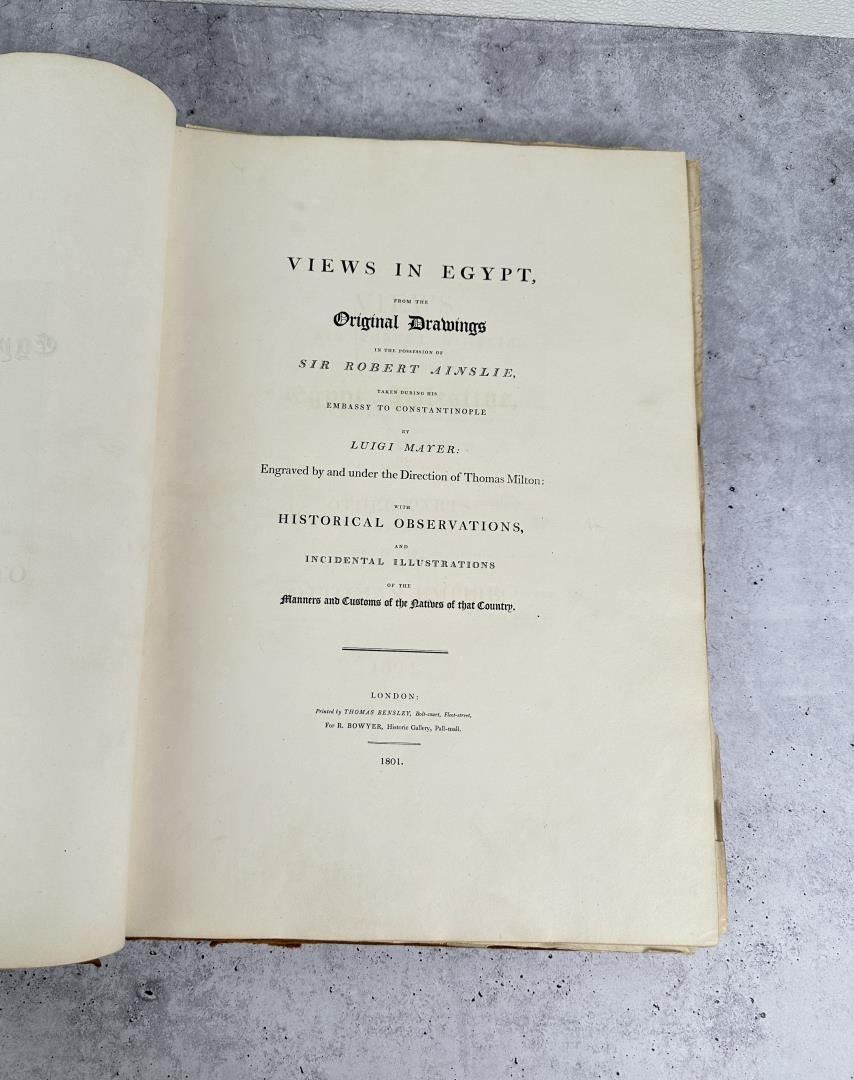 VIEWS IN EGYPT,
FROM THE
Original Drawings
IN THE POSSESSION OF
SIR ROBERT AINSLIE,
TAKEN DURING HIS
EMBASSY TO CONSTANTINOPLE
BY
LUIGI MAYER:
Engraved by and under the Direction of Thomas Milton:
WITH
HISTORICAL OBSERVATIONS,
AND
INCIDENTAL ILLUSTRATIONS
OF THE
Manners and Customs of the Natives of that Country.
LONDON:
Printed by THOMAS BENSLEY, Bolt-court, Fleet-street,
For R. BOWYER, Historic Gallery, Pall-mall.
1801.